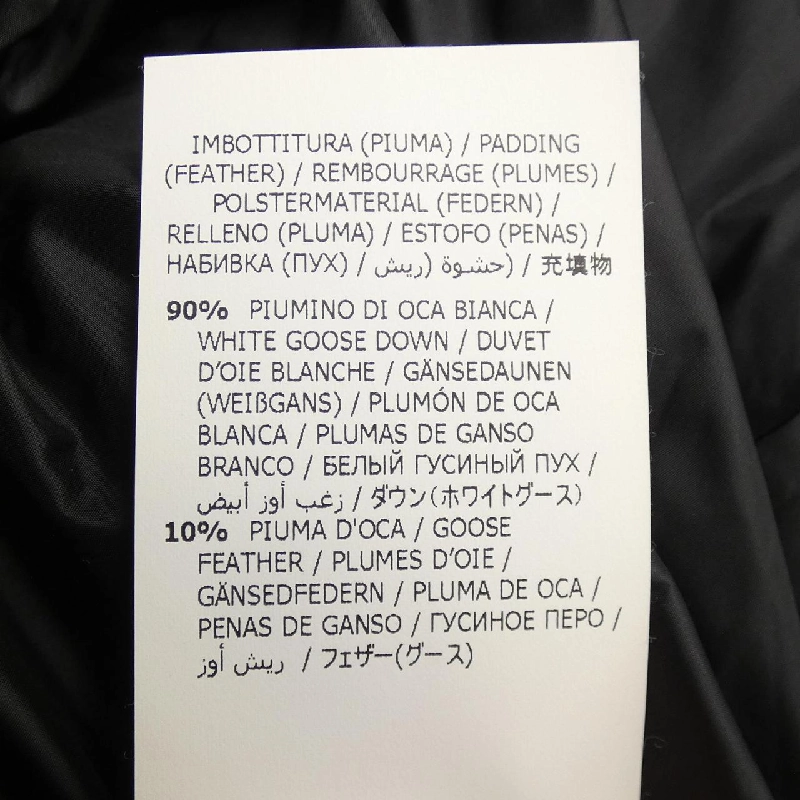 IMBOTTITURA (PIUMA) / PADDING
(FEATHER) / REMBOURRAGE (PLUMES) /
POLSTERMATERIAL (FEDERN) /
RELLENO (PLUMA) / ESTOFO (PENAS) /
НАБИВКА (ПУХ) / حشوة (ريش) / 充填物
90% PIUMINO DI OCA BIANCA /
WHITE GOOSE DOWN / DUVET
D’OIE BLANCHE / GÄNSEDAUNEN
(WEIßGANS) / PLUMÓN DE OCA
BLANCA / PLUMAS DE GANSO
BRANCO / БЕЛЫЙ ГУСИНЫЙ ПУХ /
زغب أوز أبيض / ダウン(ホワイトグース)
10% PIUMA D'OCA / GOOSE
FEATHER / PLUMES D’OIE /
GÄNSEDFEDERN / PLUMA DE OCA /
PENAS DE GANSO / ГУСИНОЕ ПЕРО /
ريش أوز / フェザー(グース)